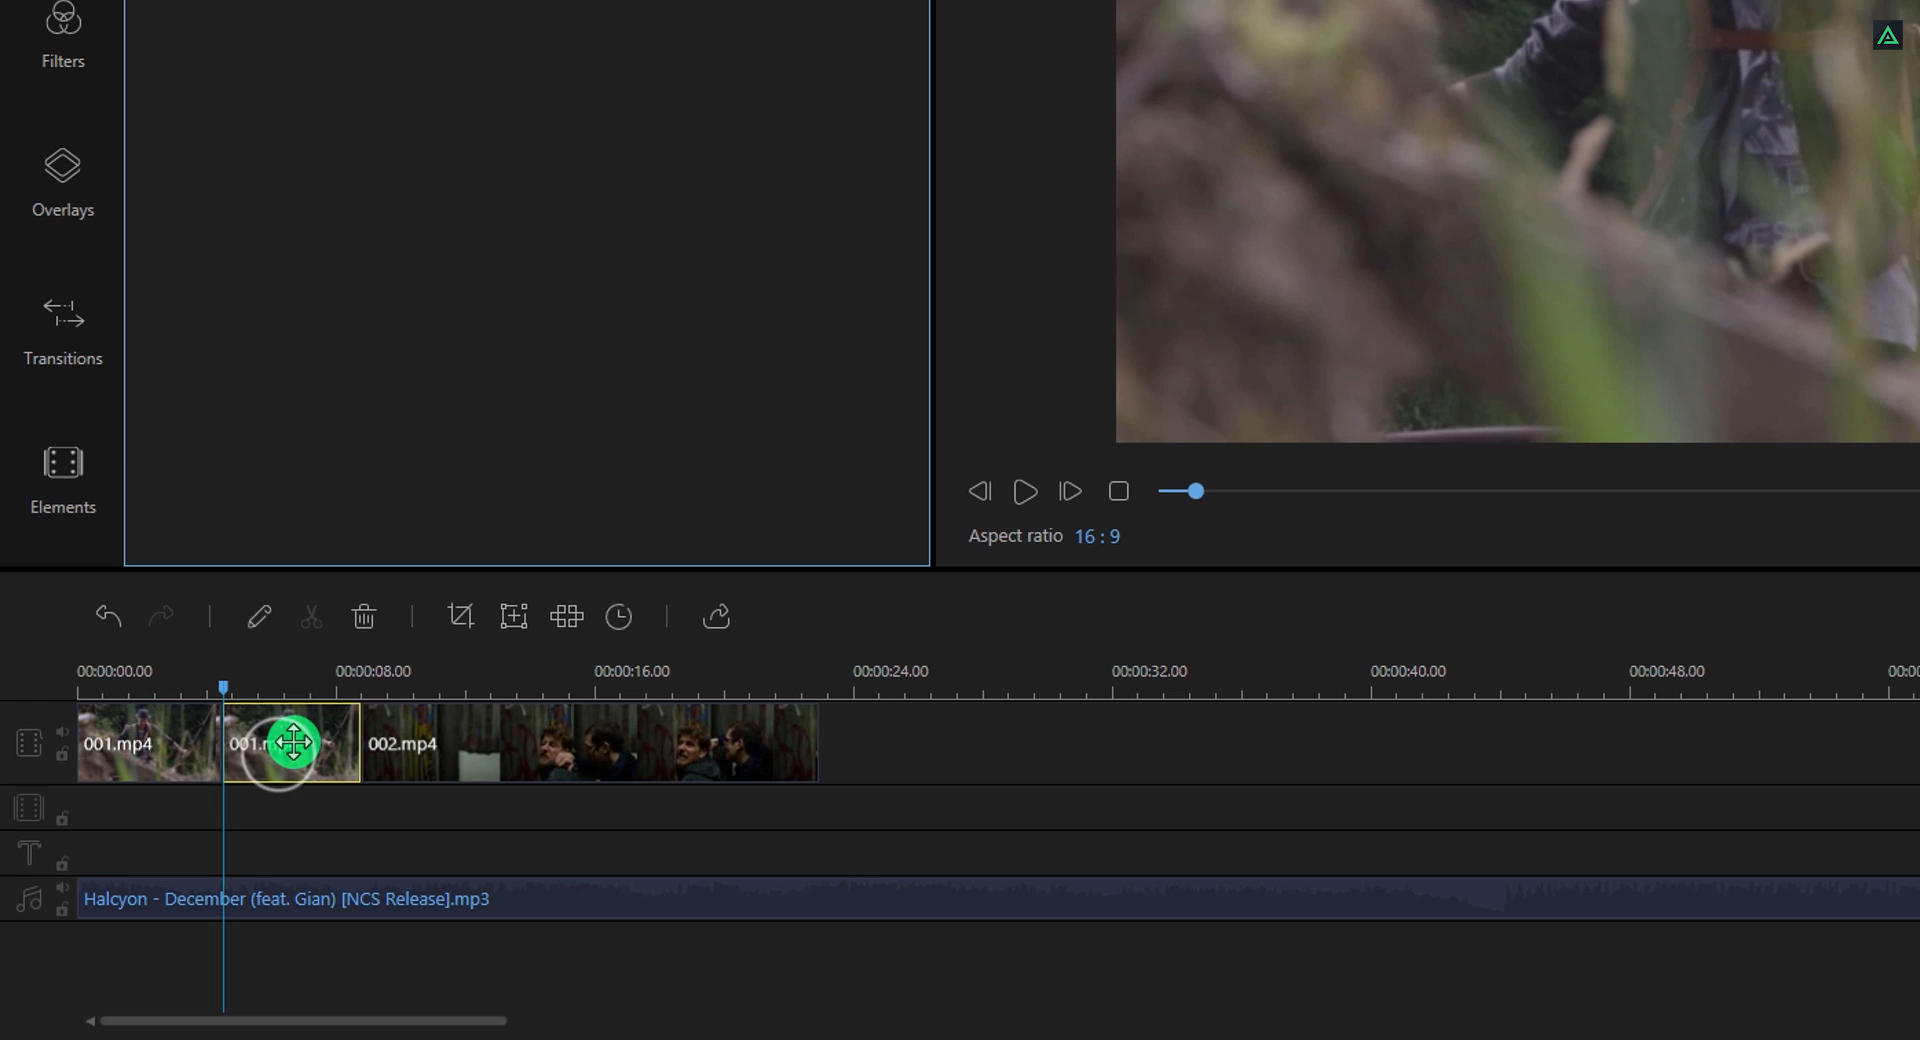 Filters
Overlays
Transitions
Elements
Aspect ratio 16 : 9
00:00:00.00 00:00:08.00 00:00:16.00 00:00:24.00 00:00:32.00 00:00:40.00 00:00:48.00
001.mp4 002.mp4
Halcyon - December (feat. Gian) [NCS Release].mp3